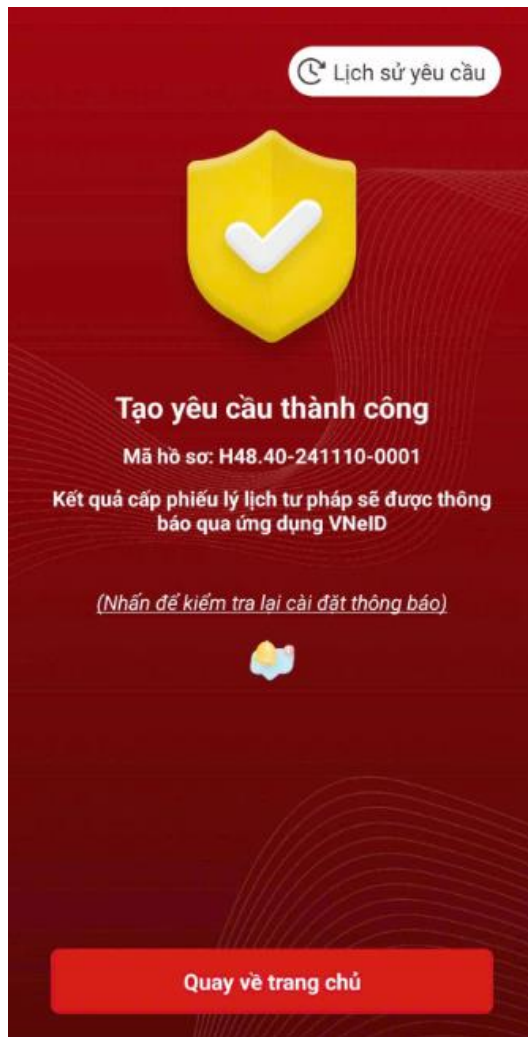 Lịch sử yêu cầu
Tạo yêu cầu thành công
Mã hồ sơ: H48.40-241110-0001
Kết quả cấp phiếu lý lịch tư pháp sẽ được thông
báo qua ứng dụng VNeID
(Nhấn để kiểm tra lại cài đặt thông báo)
Quay về trang chủ